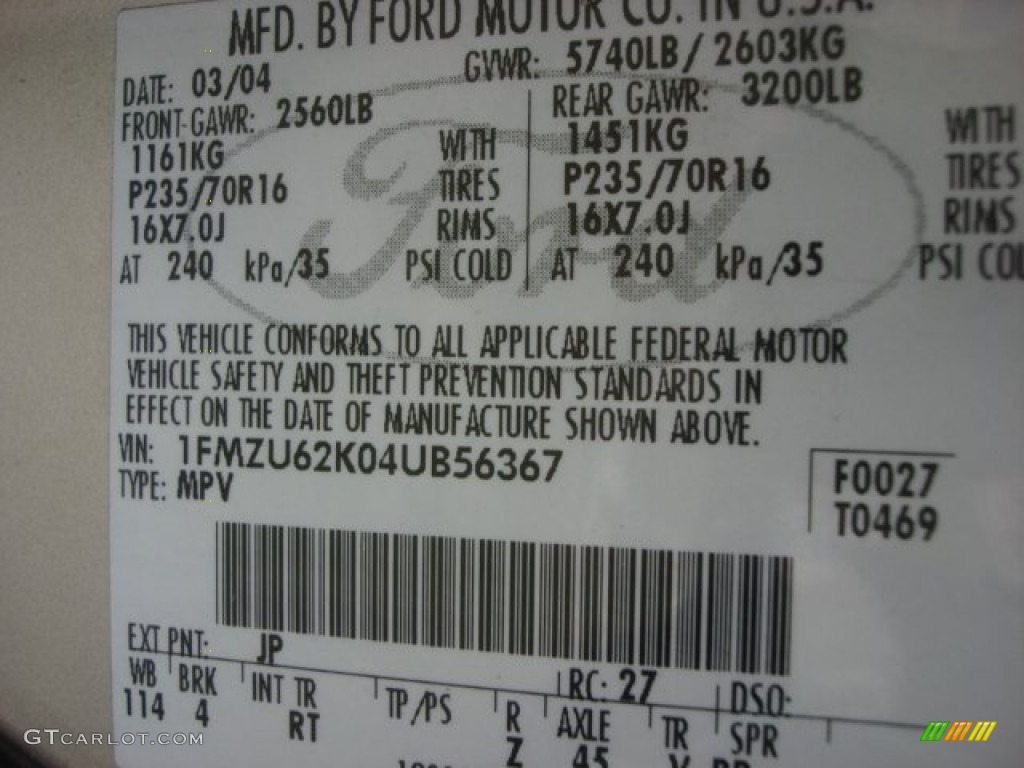 MFD. BY FORD MOTOR CO. IN U.S.A.
DATE: 03/04 GVWR: 5740LB / 2603KG
FRONT GAWR: 2560LB REAR GAWR: 3200LB
1161KG WITH 1451KG WITH
P235/70R16 TIRES P235/70R16 TIRES
16X7.0J RIMS 16X7.0J RIMS
AT 240 kPa/35 PSI COLD AT 240 kPa/35 PSI COL
Ford
THIS VEHICLE CONFORMS TO ALL APPLICABLE FEDERAL MOTOR
VEHICLE SAFETY AND THEFT PREVENTION STANDARDS IN
EFFECT ON THE DATE OF MANUFACTURE SHOWN ABOVE.
VIN: 1FMZU62K04UB56367
TYPE: MPV
F0027
T0469
EXT PNT: JP RC: 27 DSO:
WB BRK INT TR TP/PS R AXLE TR SPR
114 4 RT Z 45
GTCARLOT.COM